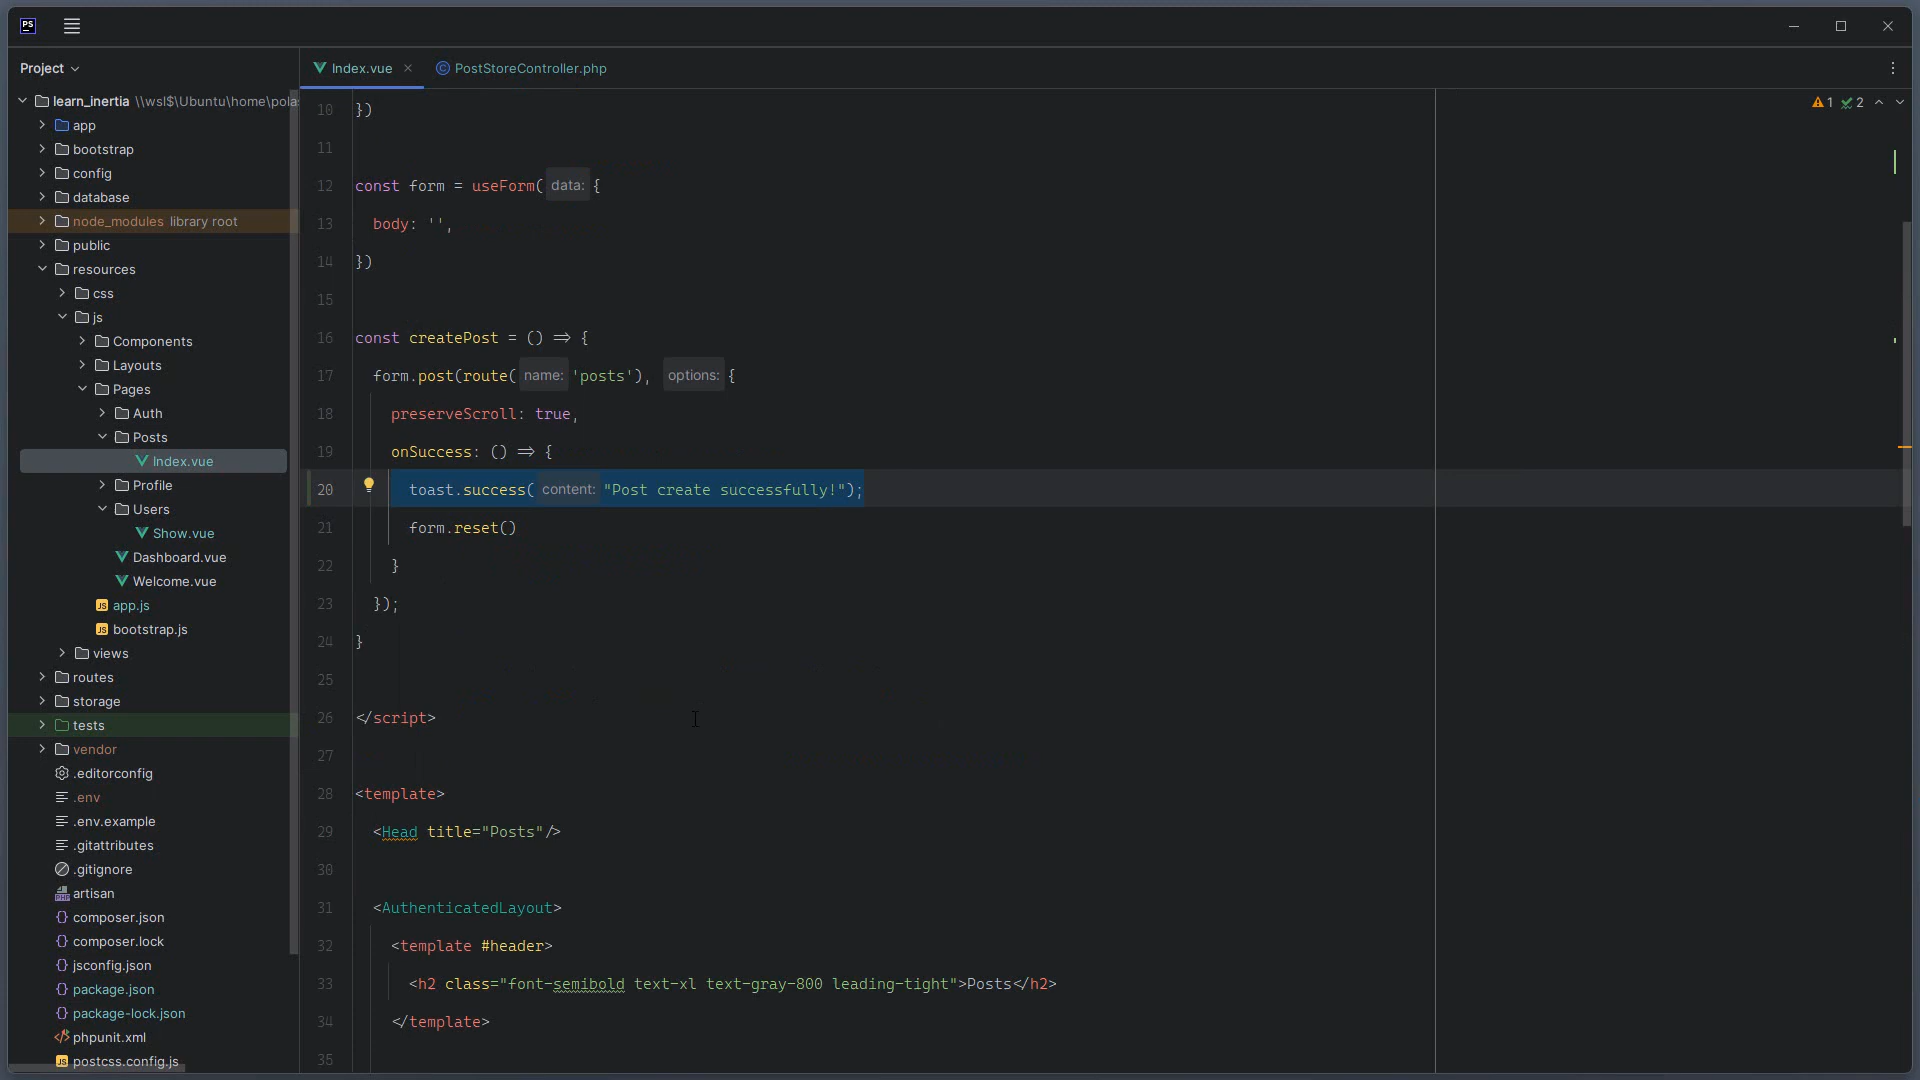 PS
Project
Index.vue
PostStoreController.php
learn_inertia \\wsl$\Ubuntu\home\pola
app
bootstrap
config
database
node_modules library root
public
resources
css
js
Components
Layouts
Pages
Auth
Posts
Index.vue
Profile
Users
Show.vue
Dashboard.vue
Welcome.vue
JS app.js
JS bootstrap.js
views
routes
storage
tests
vendor
.editorconfig
.env
.env.example
.gitattributes
.gitignore
artisan
composer.json
composer.lock
jsconfig.json
package.json
package-lock.json
phpunit.xml
JS postcss.config.js
1 2
10 })
11
12 const form = useForm( data: {
13 body: '',
14 })
15
16 const createPost = () => {
17 form.post(route( name: 'posts'), options: {
18 preserveScroll: true,
19 onSuccess: () => {
20 toast.success( content: "Post create successfully!");
21 form.reset()
22 }
23 });
24 }
25
26 </script>
27
28 <template>
29 <Head title="Posts"/>
30
31 <AuthenticatedLayout>
32 <template #header>
33 <h2 class="font-semibold text-xl text-gray-800 leading-tight">Posts</h2>
34 </template>
35